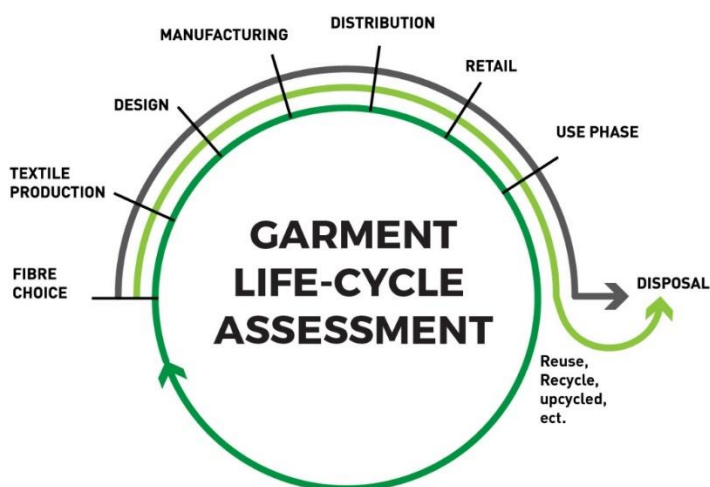 DISTRIBUTION
MANUFACTURING
RETAIL
DESIGN
USE PHASE
TEXTILE
PRODUCTION
GARMENT
LIFE-CYCLE
ASSESSMENT
FIBRE
CHOICE
DISPOSAL
Reuse,
Recycle,
upcycled,
ect.